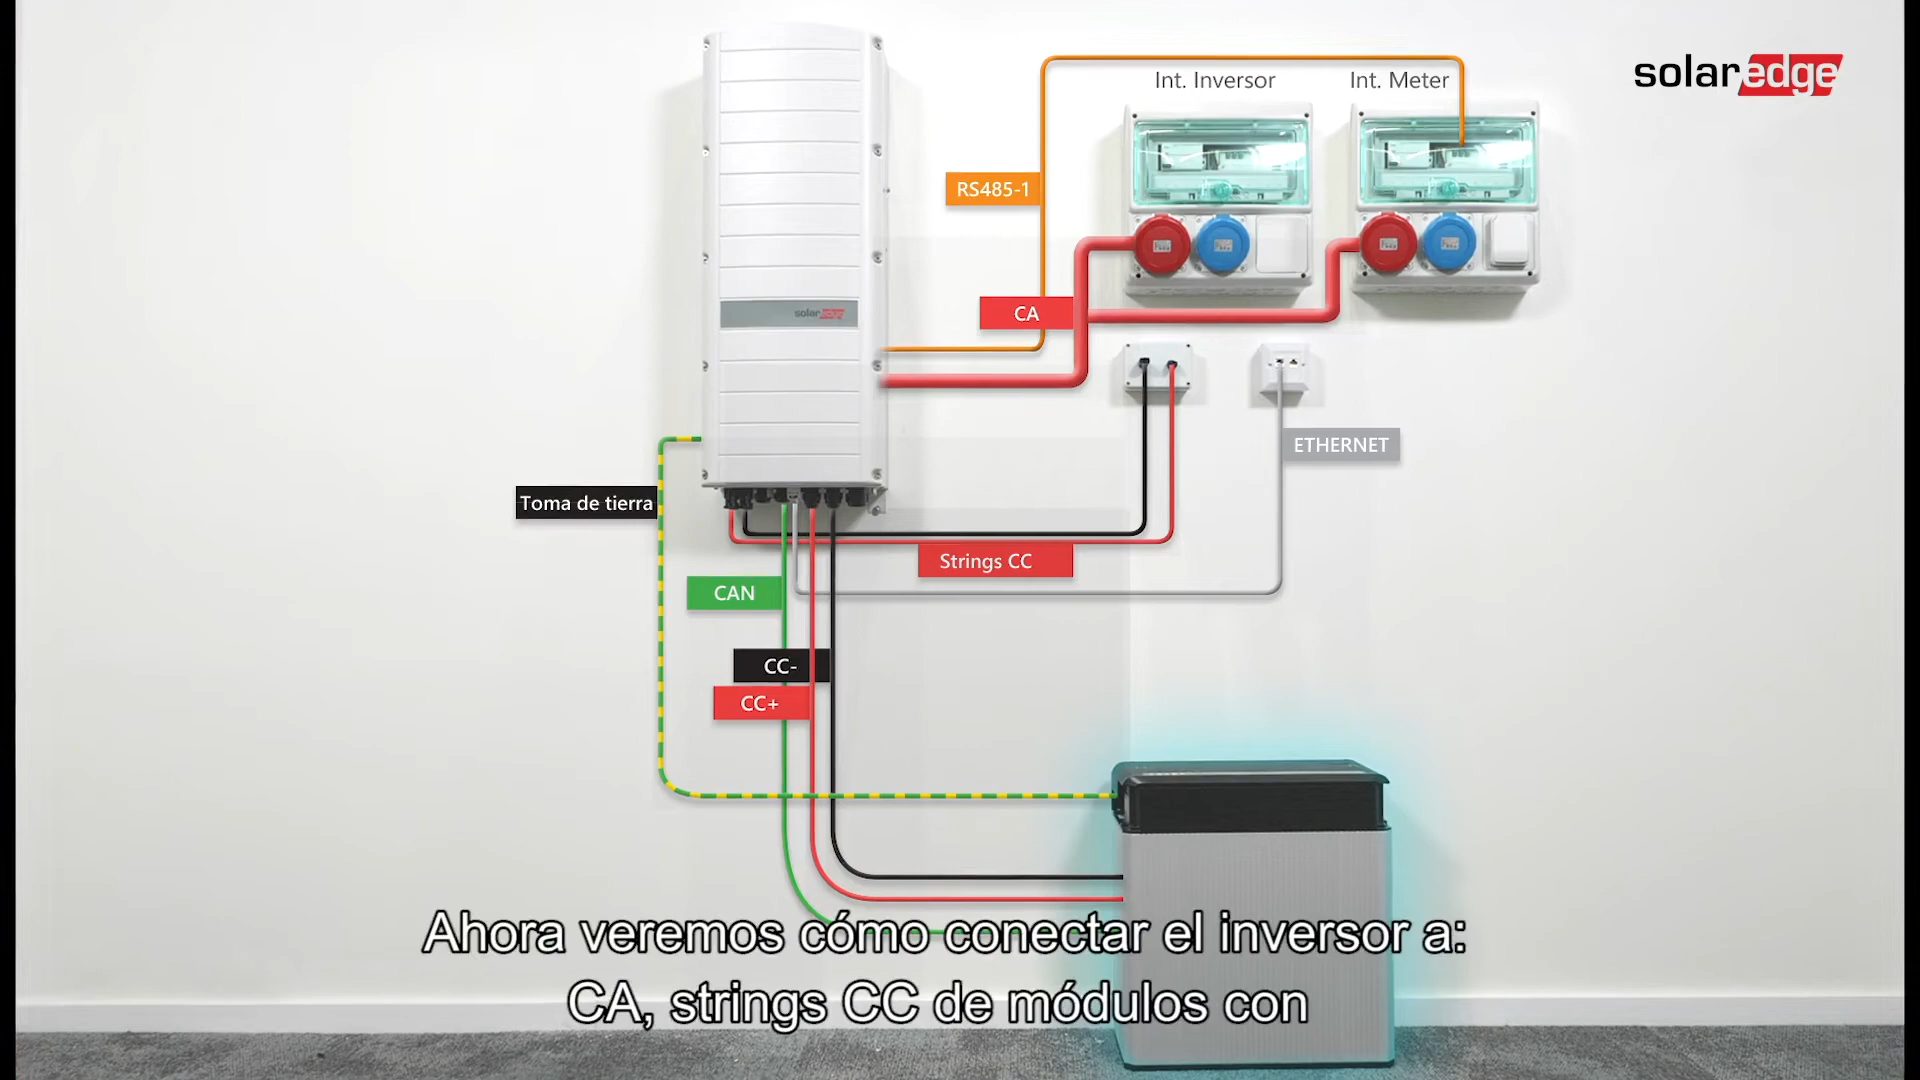 solaredge
Int. Inversor
Int. Meter
RS485-1
CA
solaredge
ETHERNET
Toma de tierra
Strings CC
CAN
CC-
CC+
Ahora veremos cómo conectar el inversor a:
CA, strings CC de módulos con